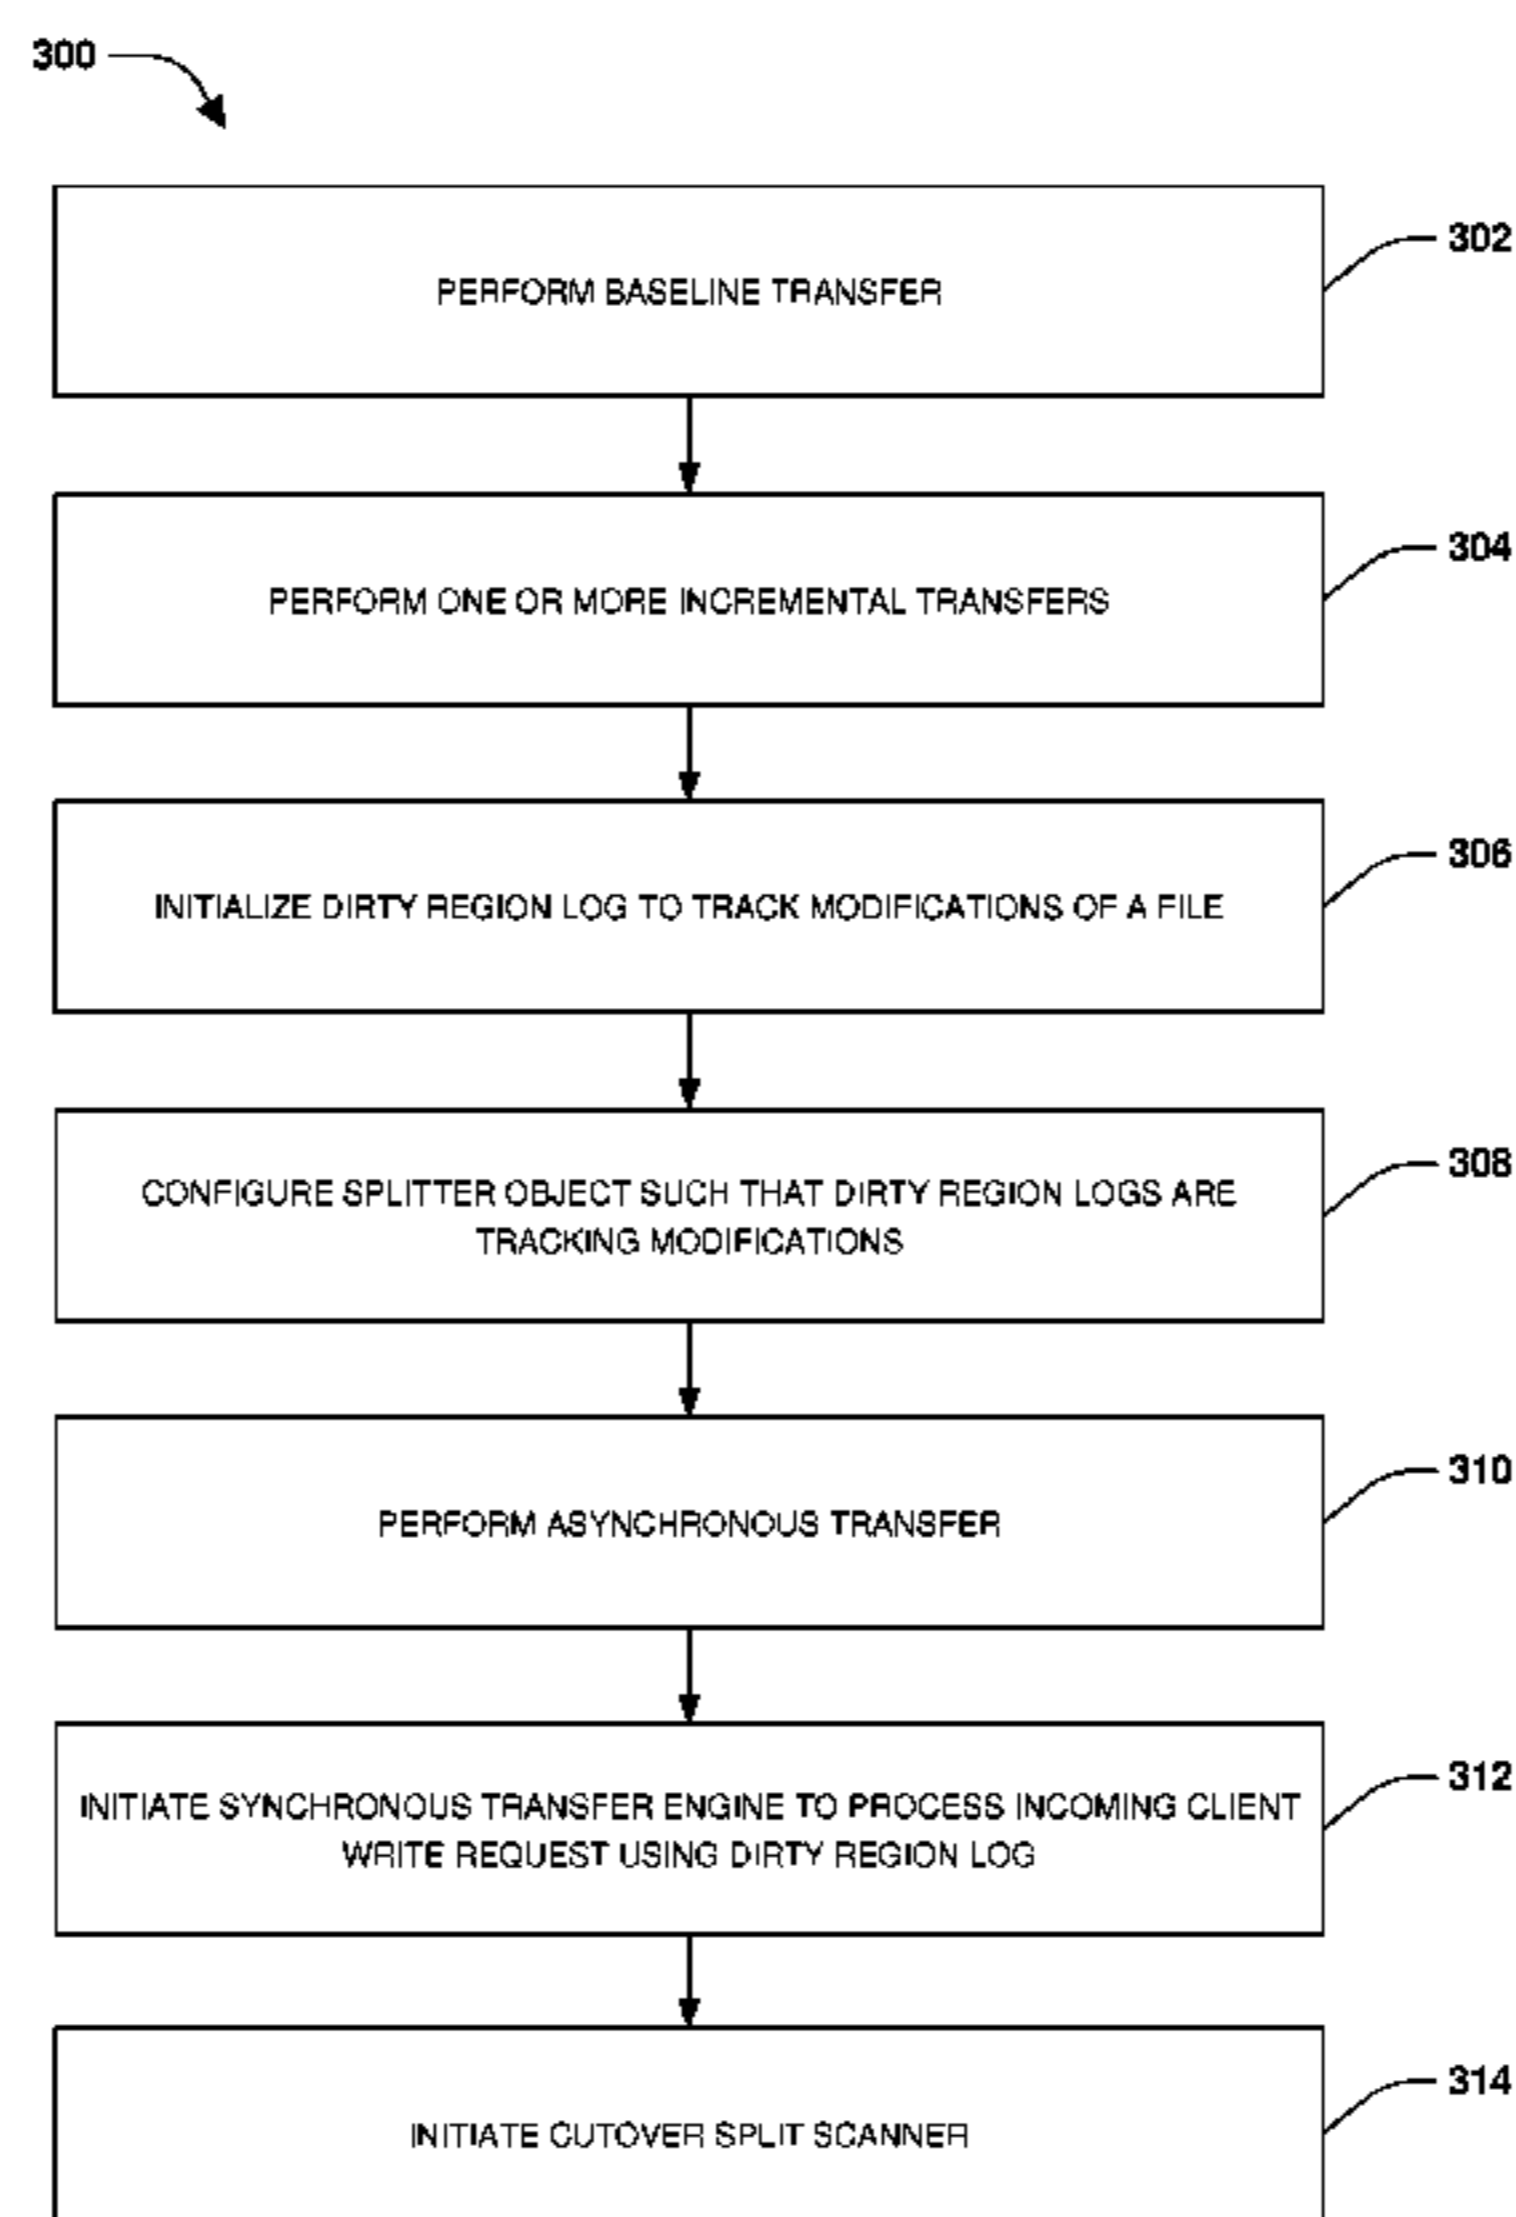 300
PERFORM BASELINE TRANSFER
302
PERFORM ONE OR MORE INCREMENTAL TRANSFERS
304
INITIALIZE DIRTY REGION LOG TO TRACK MODIFICATIONS OF A FILE
306
CONFIGURE SPLITTER OBJECT SUCH THAT DIRTY REGION LOGS ARE
TRACKING MODIFICATIONS
308
PERFORM ASYNCHRONOUS TRANSFER
310
INITIATE SYNCHRONOUS TRANSFER ENGINE TO PROCESS INCOMING CLIENT
WRITE REQUEST USING DIRTY REGION LOG
312
INITIATE CUTOVER SPLIT SCANNER
314